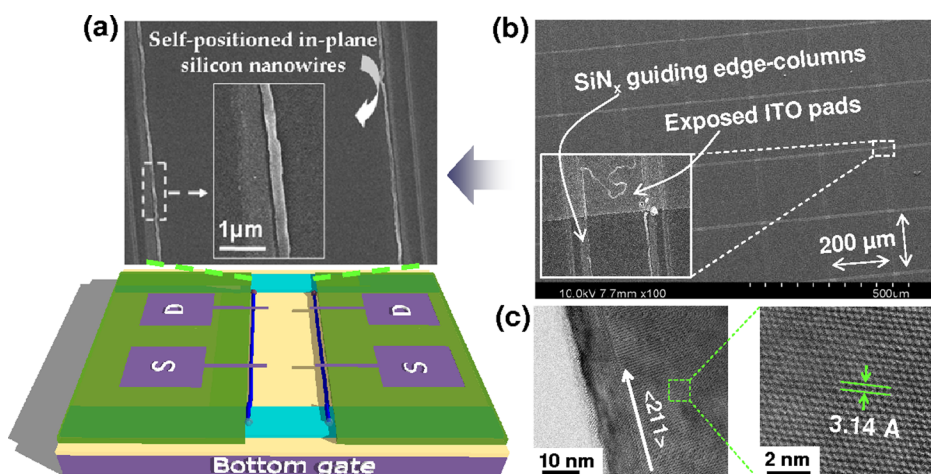 (a)
Self-positioned in-plane
silicon nanowires
1μm
D
D
S
S
Bottom gate
(b)
SiNx guiding edge-columns
Exposed ITO pads
200 μm
10.0kV 7.7mm x100
500um
(c)
<211>
10 nm
3.14 A
2 nm